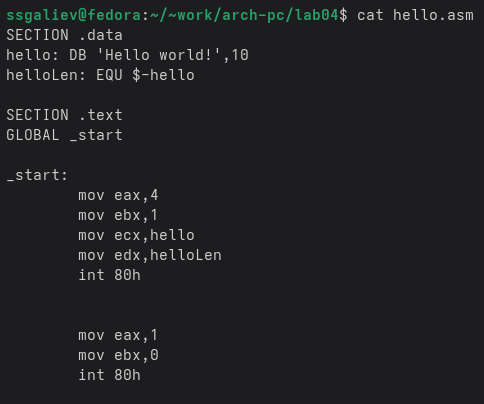 ssgaliev@fedora:~/~work/arch-pc/lab04$ cat hello.asm
SECTION .data
hello: DB 'Hello world!',10
helloLen: EQU $-hello
SECTION .text
GLOBAL _start
_start:
mov eax,4
mov ebx,1
mov ecx,hello
mov edx,helloLen
int 80h
mov eax,1
mov ebx,0
int 80h